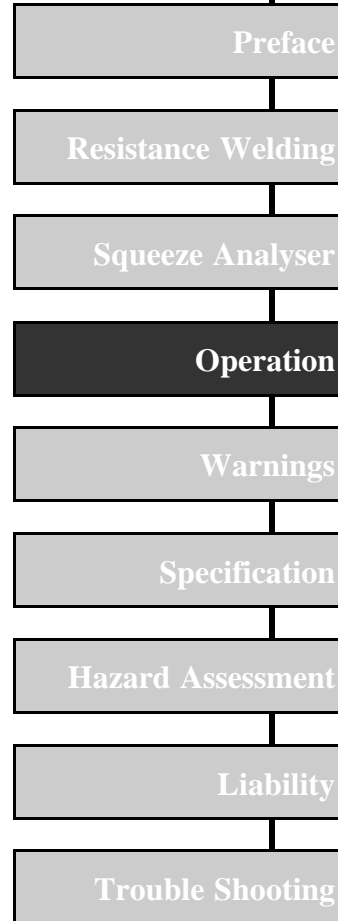 Preface
Resistance Welding
Squeeze Analyser
Operation
Warnings
Specification
Hazard Assessment
Liability
Trouble Shooting